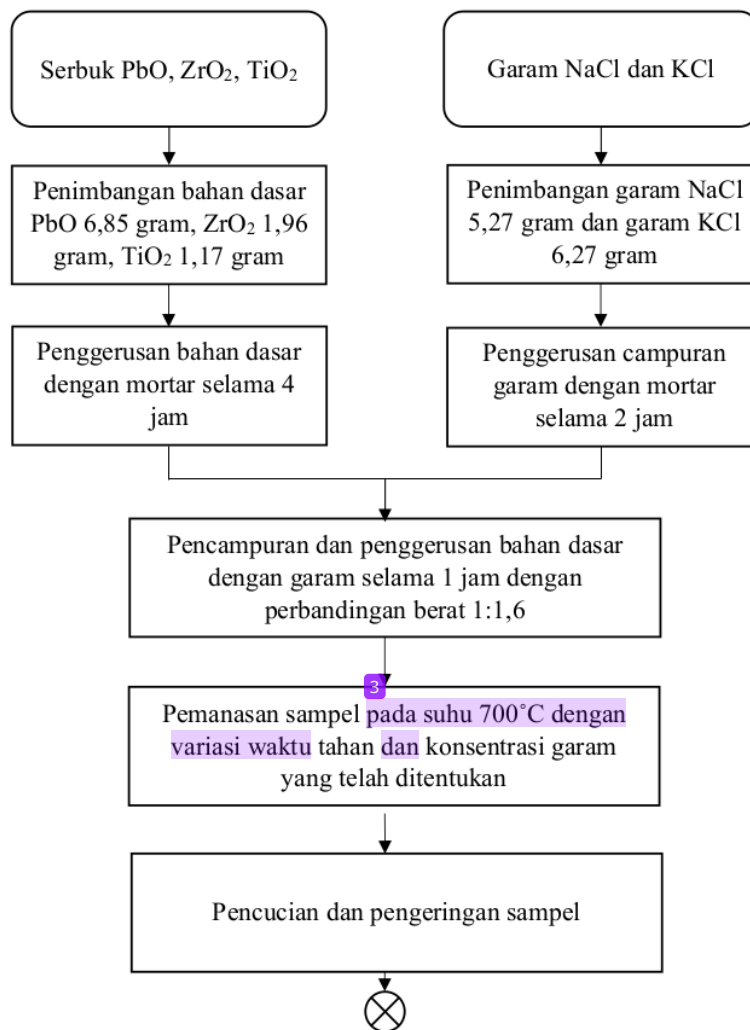 Serbuk PbO, ZrO₂, TiO₂
Garam NaCl dan KCl
Penimbangan bahan dasar
PbO 6,85 gram, ZrO₂ 1,96
gram, TiO₂ 1,17 gram
Penimbangan garam NaCl
5,27 gram dan garam KCl
6,27 gram
Penggerusan bahan dasar
dengan mortar selama 4
jam
Penggerusan campuran
garam dengan mortar
selama 2 jam
Pencampuran dan penggerusan bahan dasar
dengan garam selama 1 jam dengan
perbandingan berat 1:1,6
3
Pemanasan sampel pada suhu 700˚C dengan
variasi waktu tahan dan konsentrasi garam
yang telah ditentukan
Pencucian dan pengeringan sampel